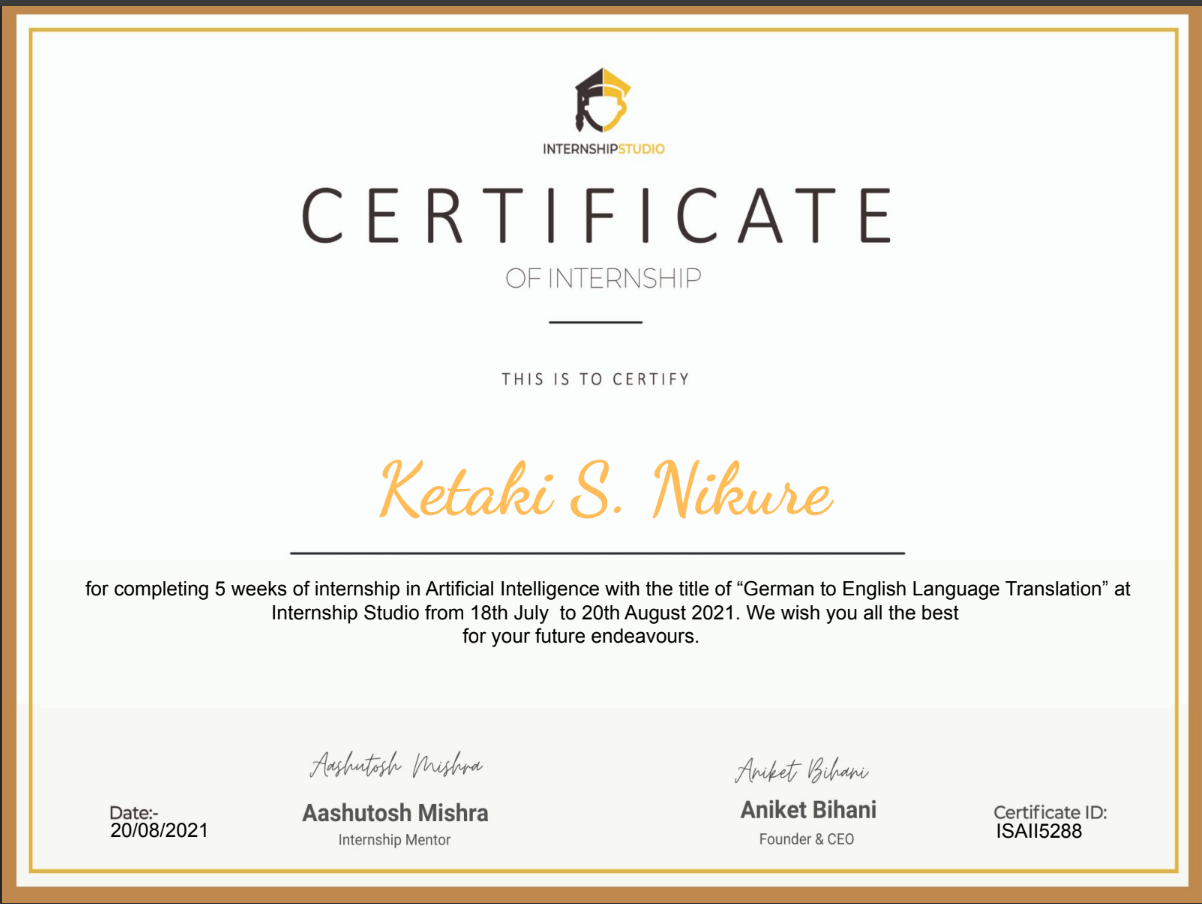 INTERNSHIPSTUDIO
CERTIFICATE
OF INTERNSHIP
THIS IS TO CERTIFY
Ketaki S. Nikure
for completing 5 weeks of internship in Artificial Intelligence with the title of “German to English Language Translation” at
Internship Studio from 18th July to 20th August 2021. We wish you all the best
for your future endeavours.
Aashutosh Mishra
Aniket Bihani
Aashutosh Mishra
Aniket Bihani
Date:-
Certificate ID:
20/08/2021
Internship Mentor
Founder & CEO
ISAII5288